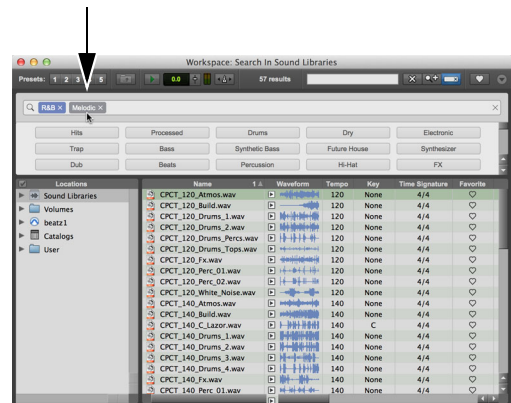 Workspace: Search In Sound Libraries
Presets: 1 2 3 5 0.0 57 results
R&B × Melodic ×
Hits Processed Drums Dry Electronic
Trap Bass Synthetic Bass Future House Synthesizer
Dub Beats Percussion Hi-Hat FX
Locations Name 1 Waveform Tempo Key Time Signature Favorite
Sound Libraries CPCT_120_Atmos.wav 120 None 4/4
Volumes CPCT_120_Build.wav 120 None 4/4
beatz1 CPCT_120_Drums_1.wav 120 None 4/4
Catalogs CPCT_120_Drums_2.wav 120 None 4/4
User CPCT_120_Drums_Percs.wav 120 None 4/4
CPCT_120_Drums_Tops.wav 120 None 4/4
CPCT_120_Fx.wav 120 None 4/4
CPCT_120_Perc_01.wav 120 None 4/4
CPCT_120_Perc_02.wav 120 None 4/4
CPCT_120_White_Noise.wav 120 None 4/4
CPCT_140_Atmos.wav 140 None 4/4
CPCT_140_Build.wav 140 None 4/4
CPCT_140_C_Lazor.wav 140 C 4/4
CPCT_140_Drums_1.wav 140 None 4/4
CPCT_140_Drums_2.wav 140 None 4/4
CPCT_140_Drums_3.wav 140 None 4/4
CPCT_140_Drums_4.wav 140 None 4/4
CPCT_140_Fx.wav 140 None 4/4
CPCT_140_Perc_01.wav 140 None 4/4